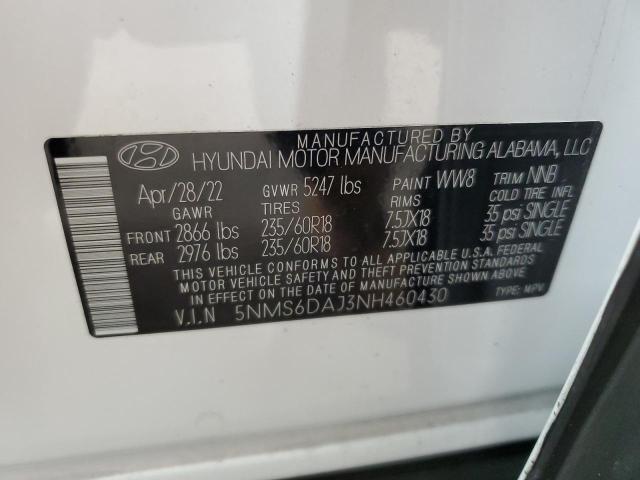 MANUFACTURED BY
HYUNDAI MOTOR MANUFACTURING ALABAMA, LLC
Apr/28/22 GVWR 5247 lbs PAINT WW8 TRIM NNB
GAWR TIRES RIMS COLD TIRE INFL
FRONT 2866 lbs 235/60R18 7.5JX18 35 psi SINGLE
REAR 2976 lbs 235/60R18 7.5JX18 35 psi SINGLE
THIS VEHICLE CONFORMS TO ALL APPLICABLE U.S.A. FEDERAL
MOTOR VEHICLE SAFETY AND THEFT PREVENTION STANDARDS
IN EFFECT ON THE DATE OF MANUFACTURE SHOWN ABOVE.
V.I.N 5NMS6DAJ3NH460430 TYPE: MPV